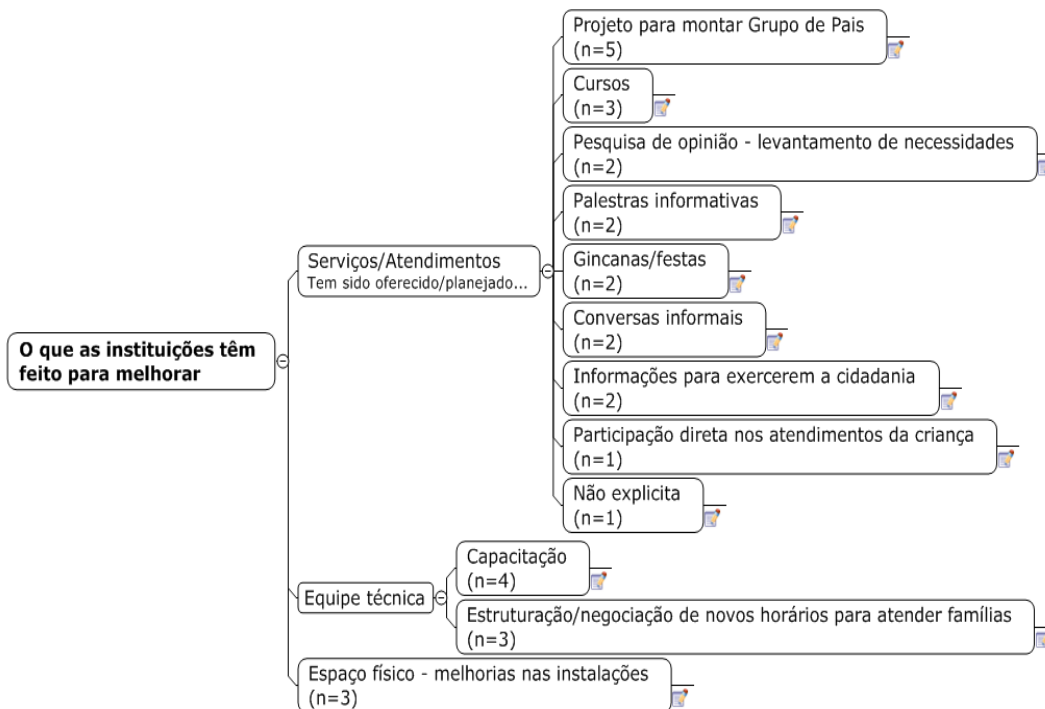 O que as instituições têm
feito para melhorar
Serviços/Atendimentos
Tem sido oferecido/planejado...
Projeto para montar Grupo de Pais
(n=5)
Cursos
(n=3)
Pesquisa de opinião - levantamento de necessidades
(n=2)
Palestras informativas
(n=2)
Gincanas/festas
(n=2)
Conversas informais
(n=2)
Informações para exercerem a cidadania
(n=2)
Participação direta nos atendimentos da criança
(n=1)
Não explicita
(n=1)
Equipe técnica
Capacitação
(n=4)
Estruturação/negociação de novos horários para atender famílias
(n=3)
Espaço físico - melhorias nas instalações
(n=3)